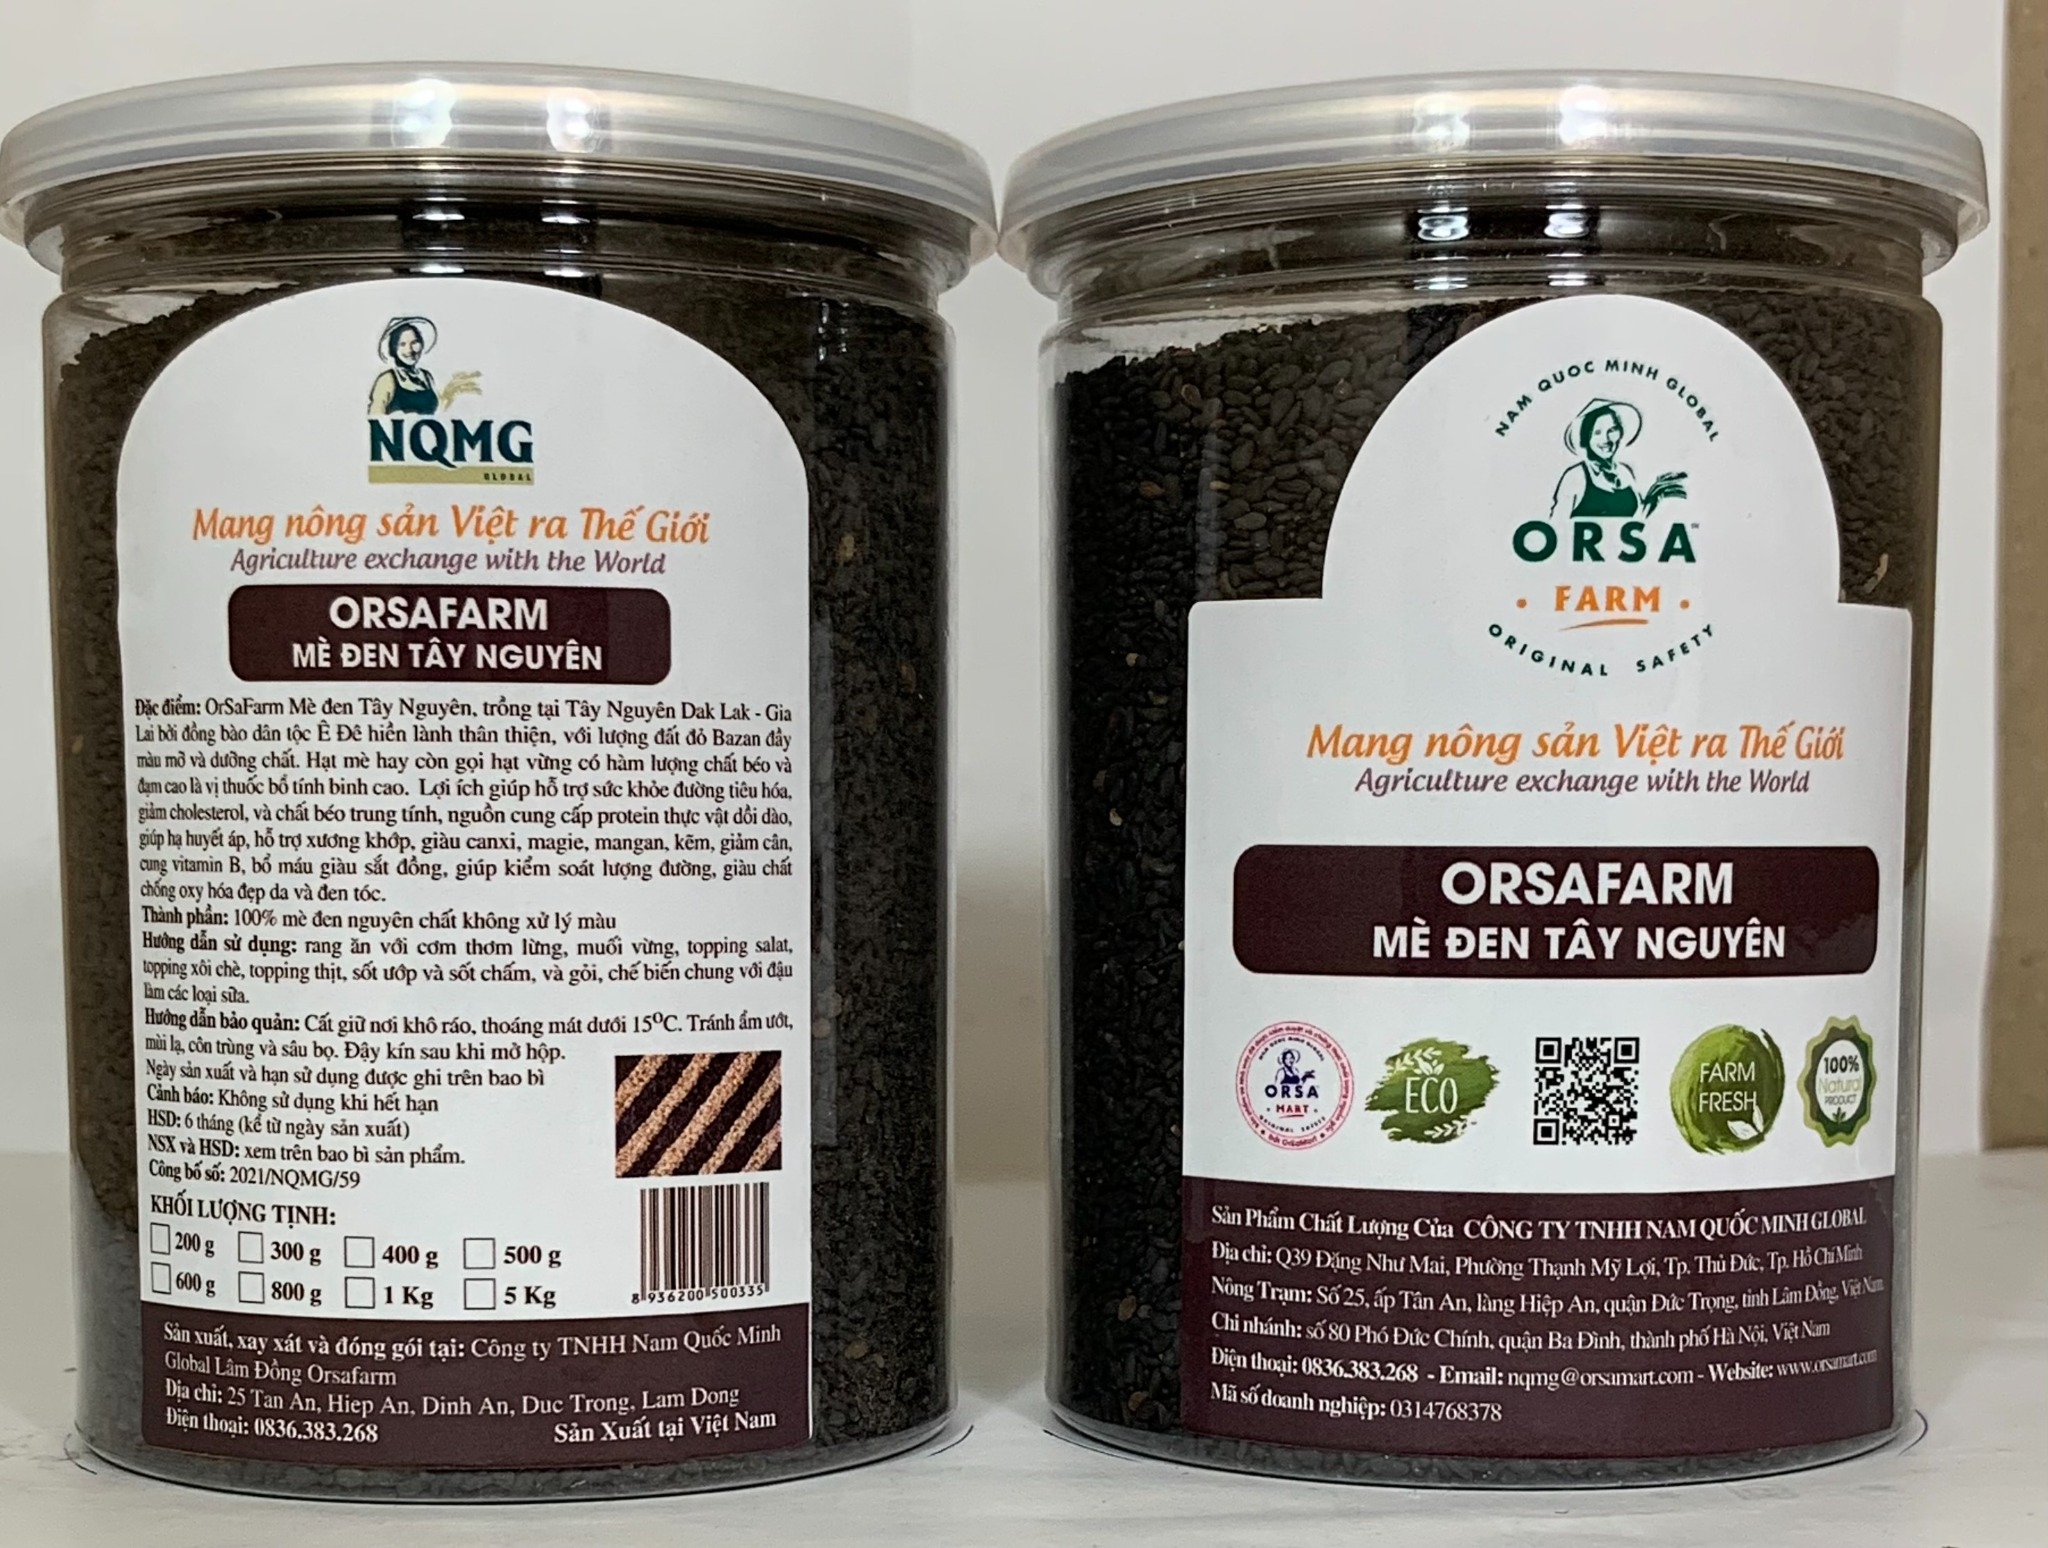 NQMG
GLOBAL
Mang nông sản Việt ra Thế Giới
Agriculture exchange with the World
ORSAFARM
MÈ ĐEN TÂY NGUYÊN
Đặc điểm: OrSaFarm Mè đen Tây Nguyên, trồng tại Tây Nguyên Dak Lak - Gia
Lai bởi đồng bào dân tộc Ê Đê hiền lành thân thiện, với lượng đất đỏ Bazan đầy
màu mỡ và dưỡng chất. Hạt mè hay còn gọi hạt vừng có hàm lượng chất béo và
đạm cao là vị thuốc bổ tính bình cao. Lợi ích giúp hỗ trợ sức khỏe đường tiêu hóa,
giảm cholesterol, và chất béo trung tính, nguồn cung cấp protein thực vật dồi dào,
giúp hạ huyết áp, hỗ trợ xương khớp, giàu canxi, magie, mangan, kẽm, giảm cân,
cung vitamin B, bổ máu giàu sắt đồng, giúp kiểm soát lượng đường, giàu chất
chống oxy hóa đẹp da và đen tóc.
Thành phần: 100% mè đen nguyên chất không xử lý màu
Hướng dẫn sử dụng: rang ăn với cơm thơm lừng, muối vừng, topping salat,
topping xôi chè, topping thịt, sốt ướp và sốt chấm, và gỏi, chế biến chung với đậu
làm các loại sữa.
Hướng dẫn bảo quản: Cất giữ nơi khô ráo, thoáng mát dưới 15⁰C. Tránh ẩm ướt,
mùi lạ, côn trùng và sâu bọ. Đậy kín sau khi mở hộp.
Ngày sản xuất và hạn sử dụng được ghi trên bao bì
Cảnh báo: Không sử dụng khi hết hạn
HSD: 6 tháng (kể từ ngày sản xuất)
NSX và HSD: xem trên bao bì sản phẩm.
Công bố số: 2021/NQMG/59
KHỐI LƯỢNG TỊNH:
200 g 300 g 400 g 500 g
600 g 800 g 1 Kg 5 Kg
8 936200 500335
Sản xuất, xay xát và đóng gói tại: Công ty TNHH Nam Quốc Minh
Global Lâm Đồng Orsafarm
Địa chỉ: 25 Tan An, Hiep An, Dinh An, Duc Trong, Lam Dong
Điện thoại: 0836.383.268 Sản Xuất tại Việt Nam
NAM QUOC MINH GLOBAL
ORSA™
• FARM •
ORIGINAL SAFETY
Mang nông sản Việt ra Thế Giới
Agriculture exchange with the World
ORSAFARM
MÈ ĐEN TÂY NGUYÊN
ORSA
• MART •
ECO
FARM
FRESH
100%
Natural
PRODUCT
Sản Phẩm Chất Lượng Của CÔNG TY TNHH NAM QUỐC MINH GLOBAL
Địa chỉ: Q39 Đặng Như Mai, Phường Thạnh Mỹ Lợi, Tp. Thủ Đức, Tp. Hồ Chí Minh
Nông Trạm: Số 25, ấp Tân An, làng Hiệp An, quận Đức Trọng, tỉnh Lâm Đồng, Việt Nam
Chi nhánh: số 80 Phó Đức Chính, quận Ba Đình, thành phố Hà Nội, Việt Nam
Điện thoại: 0836.383.268 - Email: nqmg@orsamart.com - Website: www.orsamart.com
Mã số doanh nghiệp: 0314768378